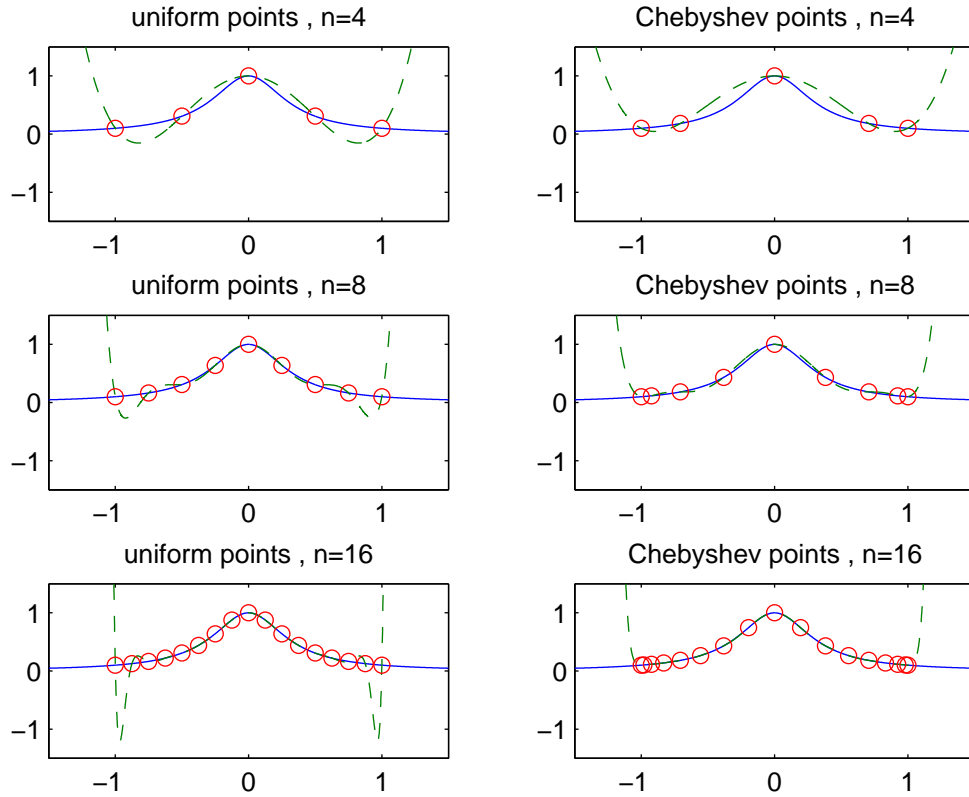 uniform points , n=4
1
0
−1
−1 0 1
Chebyshev points , n=4
1
0
−1
−1 0 1
uniform points , n=8
1
0
−1
−1 0 1
Chebyshev points , n=8
1
0
−1
−1 0 1
uniform points , n=16
1
0
−1
−1 0 1
Chebyshev points , n=16
1
0
−1
−1 0 1